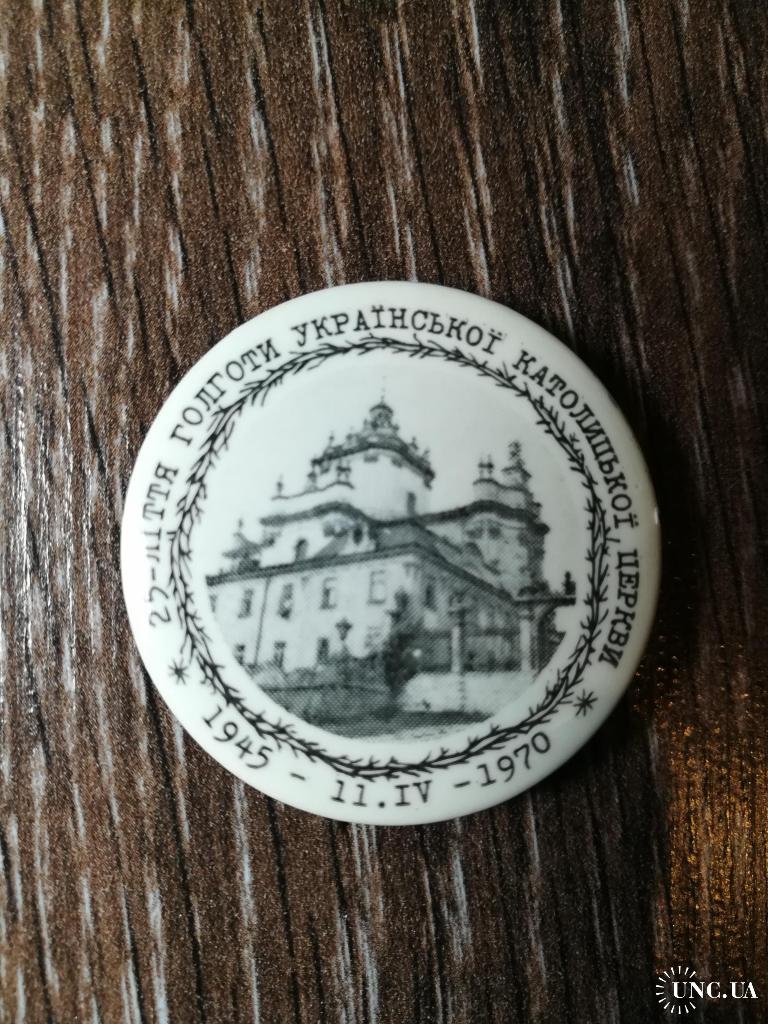 25-ЛІТТЯ ГОЛГОТИ УКРАЇНСЬКОЇ КАТОЛИЦЬКОЇ, ЦЕРКВИ
1945 - 11.IV - 1970
UNC.UA